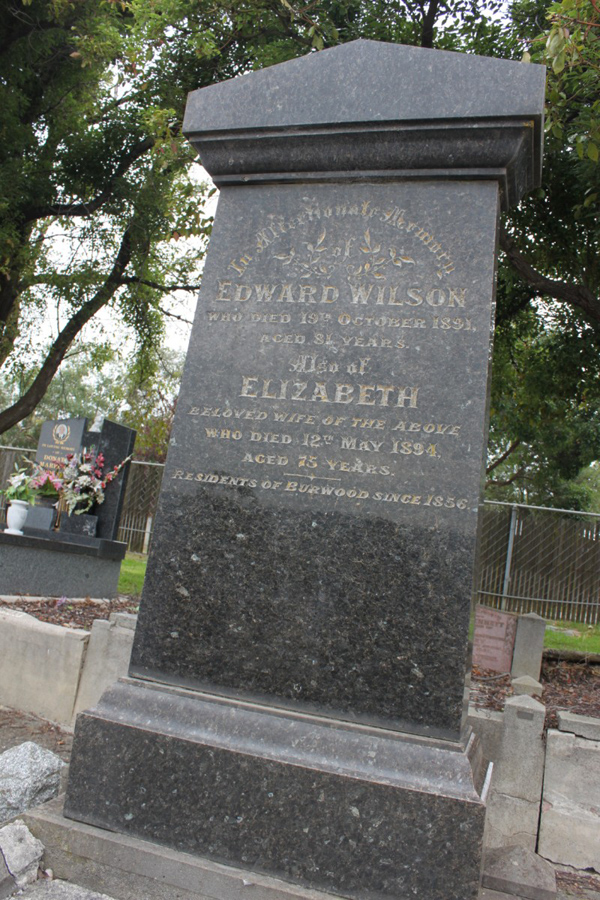 In Affectionate Memory
of
EDWARD WILSON
WHO DIED 19TH OCTOBER 1891,
AGED YEARS.
Also of
ELIZABETH
BELOVED WIFE OF THE ABOVE
WHO DIED 12TH MAY 1894
AGED 75 YEARS.
RESIDENTS OF BURWOOD SINCE 1856.